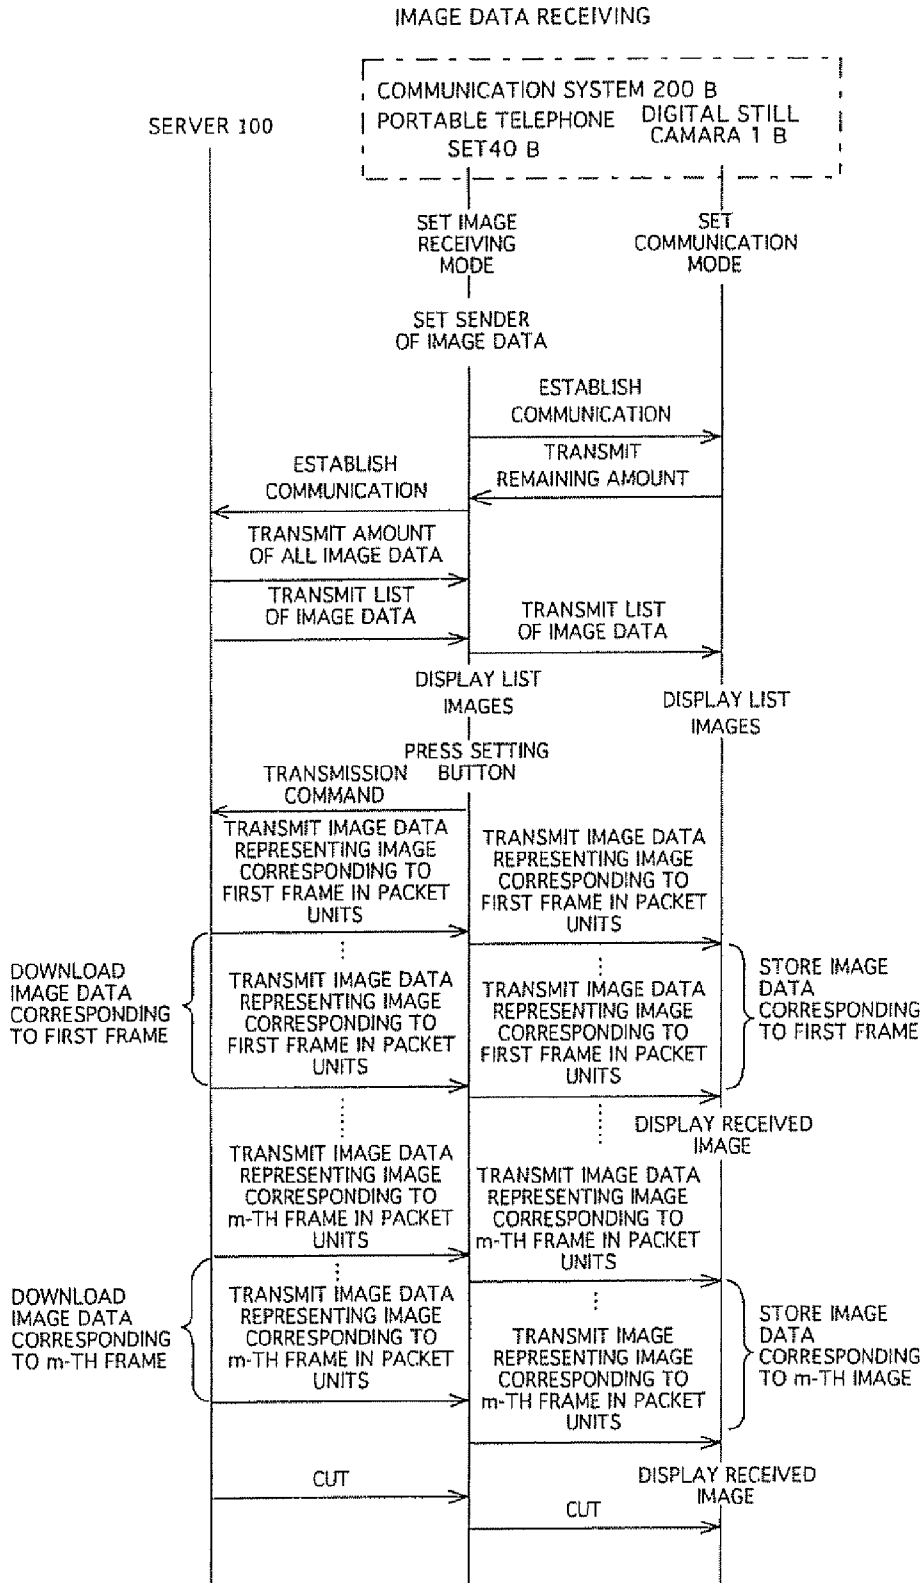 IMAGE DATA RECEIVING
COMMUNICATION SYSTEM 200 B
SERVER 100
PORTABLE TELEPHONE
SET40 B
DIGITAL STILL
CAMARA 1 B
SET IMAGE
RECEIVING
MODE
SET
COMMUNICATION
MODE
SET SENDER
OF IMAGE DATA
ESTABLISH
COMMUNICATION
TRANSMIT
REMAINING AMOUNT
ESTABLISH
COMMUNICATION
TRANSMIT AMOUNT
OF ALL IMAGE DATA
TRANSMIT LIST
OF IMAGE DATA
TRANSMIT LIST
OF IMAGE DATA
DISPLAY LIST
IMAGES
DISPLAY LIST
IMAGES
PRESS SETTING
BUTTON
TRANSMISSION
COMMAND
TRANSMIT IMAGE DATA
REPRESENTING IMAGE
CORRESPONDING TO
FIRST FRAME IN PACKET
UNITS
TRANSMIT IMAGE DATA
REPRESENTING IMAGE
CORRESPONDING TO
FIRST FRAME IN PACKET
UNITS
DOWNLOAD
IMAGE DATA
CORRESPONDING
TO FIRST FRAME
TRANSMIT IMAGE DATA
REPRESENTING IMAGE
CORRESPONDING TO
FIRST FRAME IN PACKET
UNITS
TRANSMIT IMAGE DATA
REPRESENTING IMAGE
CORRESPONDING TO
FIRST FRAME IN PACKET
UNITS
STORE IMAGE
DATA
CORRESPONDING
TO FIRST FRAME
DISPLAY RECEIVED
IMAGE
TRANSMIT IMAGE DATA
REPRESENTING IMAGE
CORRESPONDING TO
m-TH FRAME IN PACKET
UNITS
TRANSMIT IMAGE DATA
REPRESENTING IMAGE
CORRESPONDING TO
m-TH FRAME IN PACKET
UNITS
DOWNLOAD
IMAGE DATA
CORRESPONDING
TO m-TH FRAME
TRANSMIT IMAGE DATA
REPRESENTING IMAGE
CORRESPONDING TO
m-TH FRAME IN PACKET
UNITS
TRANSMIT IMAGE
REPRESENTING IMAGE
CORRESPONDING TO
m-TH FRAME IN PACKET
UNITS
STORE IMAGE
DATA
CORRESPONDING
TO m-TH IMAGE
DISPLAY RECEIVED
IMAGE
CUT
CUT